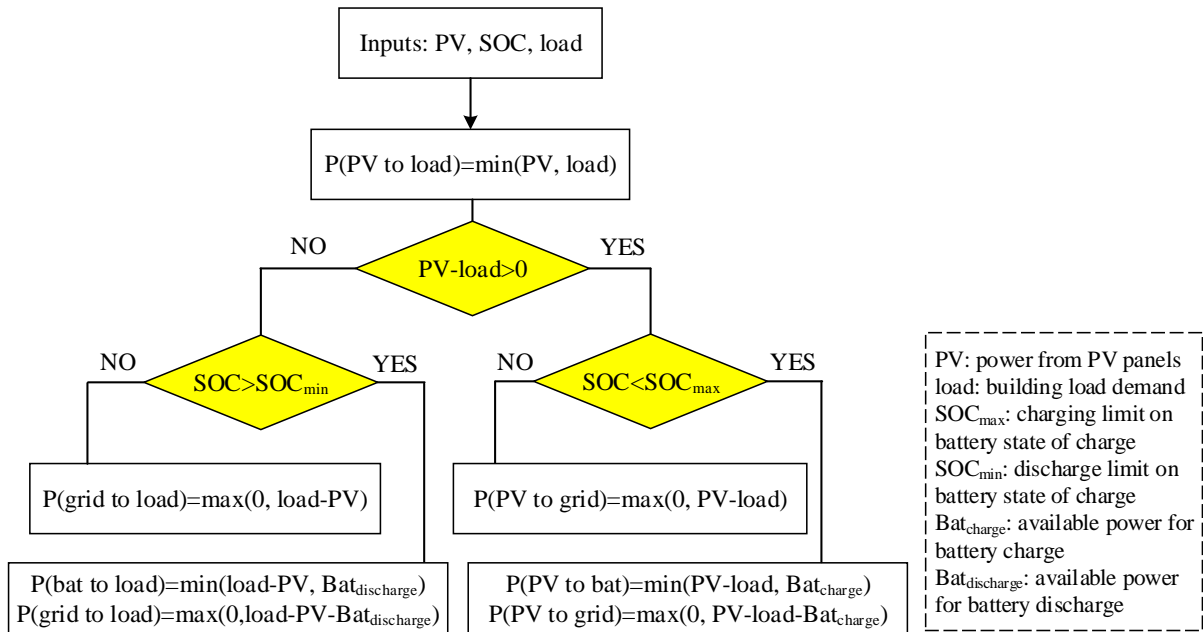 Inputs: PV, SOC, load
P(PV to load)=min(PV, load)
NO
YES
PV-load>0
NO
YES
SOC>SOCmin
NO
YES
SOC<SOCmax
P(grid to load)=max(0, load-PV)
P(PV to grid)=max(0, PV-load)
P(bat to load)=min(load-PV, Batdischarge)
P(grid to load)=max(0,load-PV-Batdischarge)
P(PV to bat)=min(PV-load, Batcharge)
P(PV to grid)=max(0, PV-load-Batcharge)
PV: power from PV panels
load: building load demand
SOCmax: charging limit on
battery state of charge
SOCmin: discharge limit on
battery state of charge
Batcharge: available power for
battery charge
Batdischarge: available power
for battery discharge